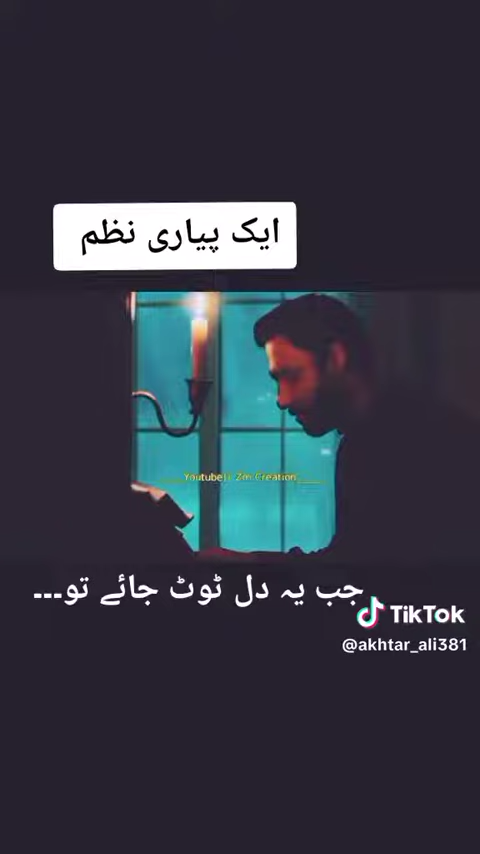 ایک پیاری نظم
Youtube|| Zm Creation
جب یہ دل ٹوٹ جائے تو...
TikTok
@akhtar_ali381